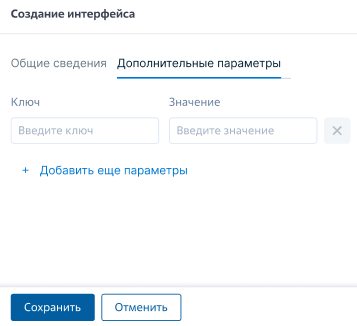 Создание интерфейса
Общие сведения Дополнительные параметры
Ключ Значение
Введите ключ Введите значение
+ Добавить еще параметры
Сохранить Отменить